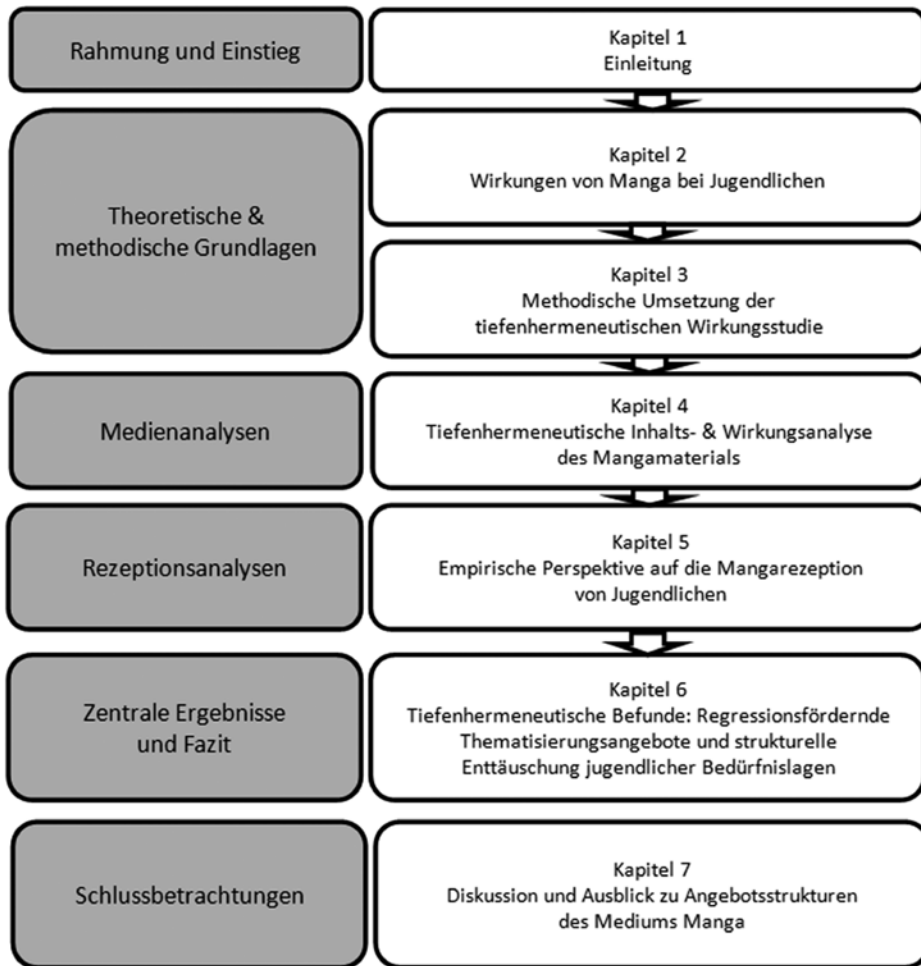 Rahmung und Einstieg
Kapitel 1
Einleitung
Theoretische &
methodische Grundlagen
Kapitel 2
Wirkungen von Manga bei Jugendlichen
Kapitel 3
Methodische Umsetzung der
tiefenhermeneutischen Wirkungsstudie
Medienanalysen
Kapitel 4
Tiefenhermeneutische Inhalts- & Wirkungsanalyse
des Mangamaterials
Rezeptionsanalysen
Kapitel 5
Empirische Perspektive auf die Mangarezeption
von Jugendlichen
Zentrale Ergebnisse
und Fazit
Kapitel 6
Tiefenhermeneutische Befunde: Regressionsfördernde
Thematisierungsangebote und strukturelle
Enttäuschung jugendlicher Bedürfnislagen
Schlussbetrachtungen
Kapitel 7
Diskussion und Ausblick zu Angebotsstrukturen
des Mediums Manga